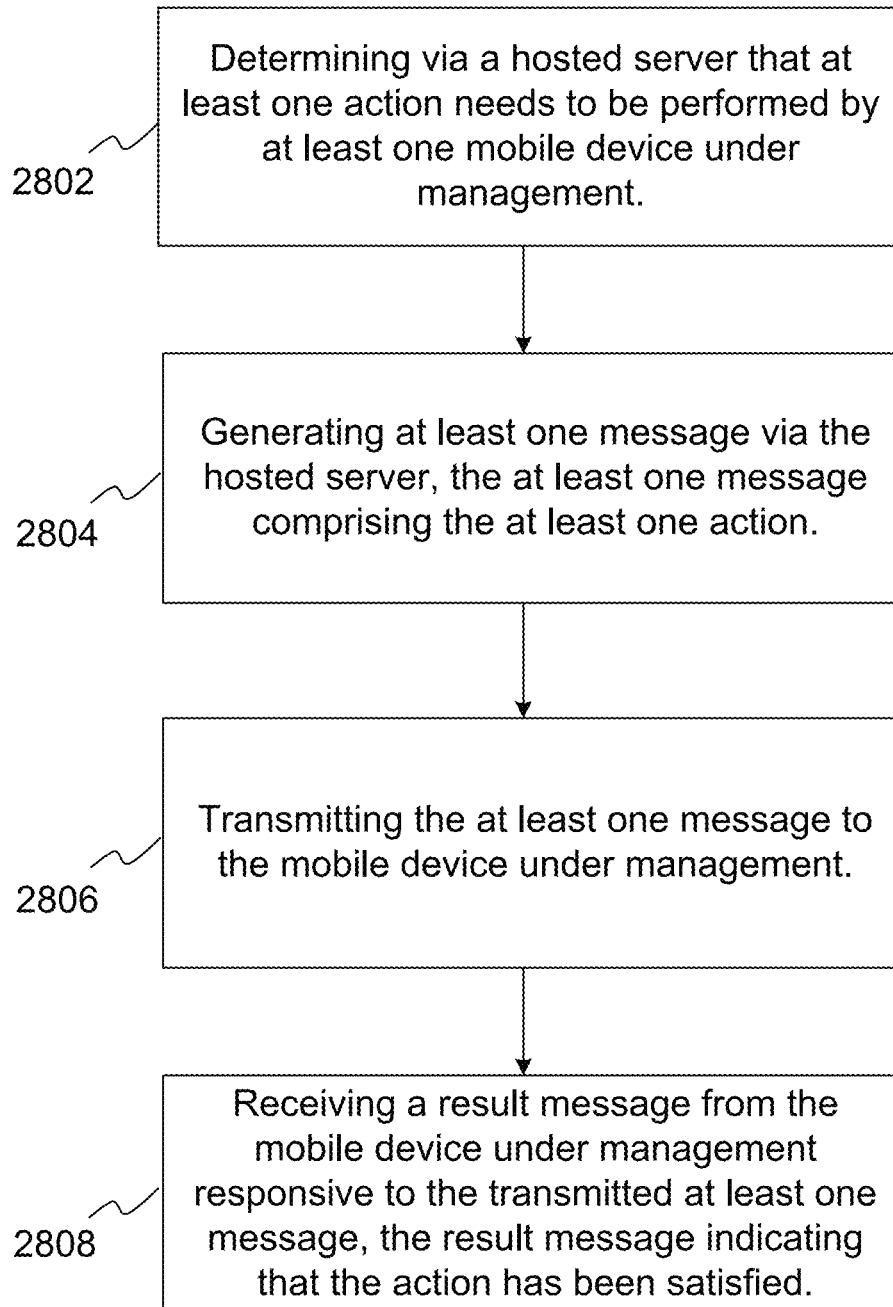 Determining via a hosted server that at
least one action needs to be performed by
at least one mobile device under
management.
2802
Generating at least one message via the
hosted server, the at least one message
comprising the at least one action.
2804
Transmitting the at least one message to
the mobile device under management.
2806
Receiving a result message from the
mobile device under management
responsive to the transmitted at least one
message, the result message indicating
that the action has been satisfied.
2808